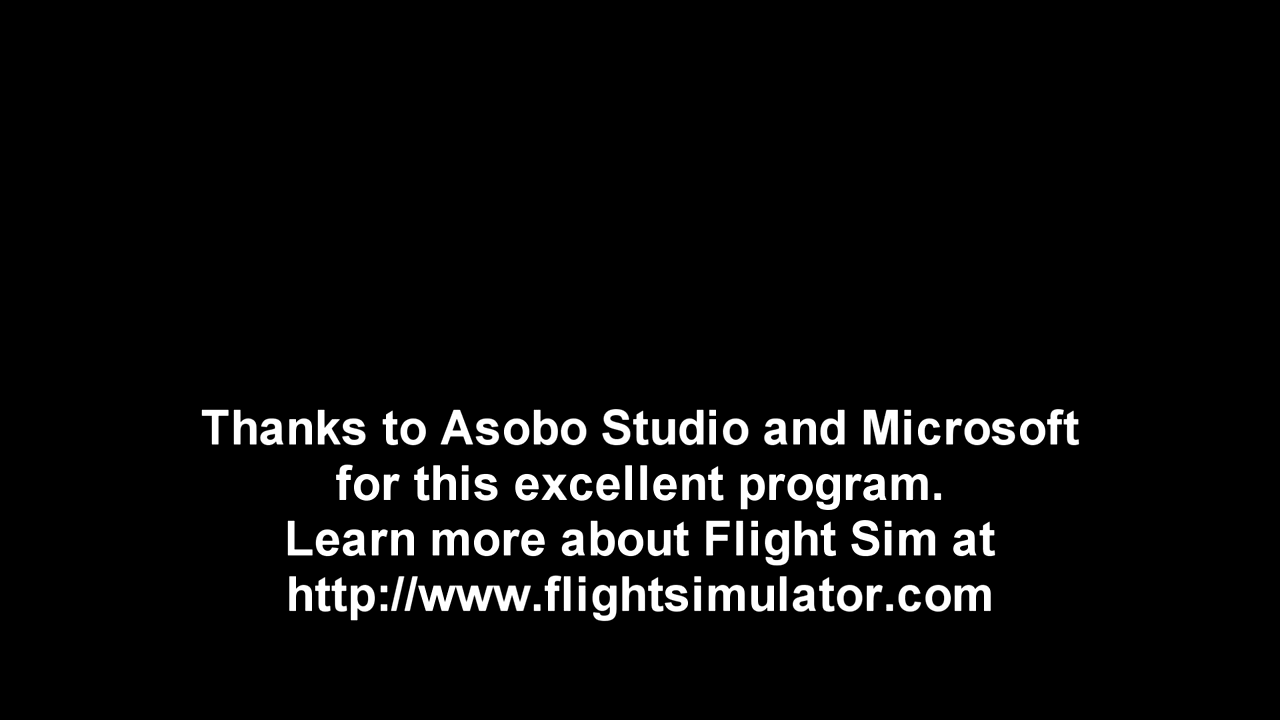 Thanks to Asobo Studio and Microsoft
for this excellent program.
Learn more about Flight Sim at
http://www.flightsimulator.com